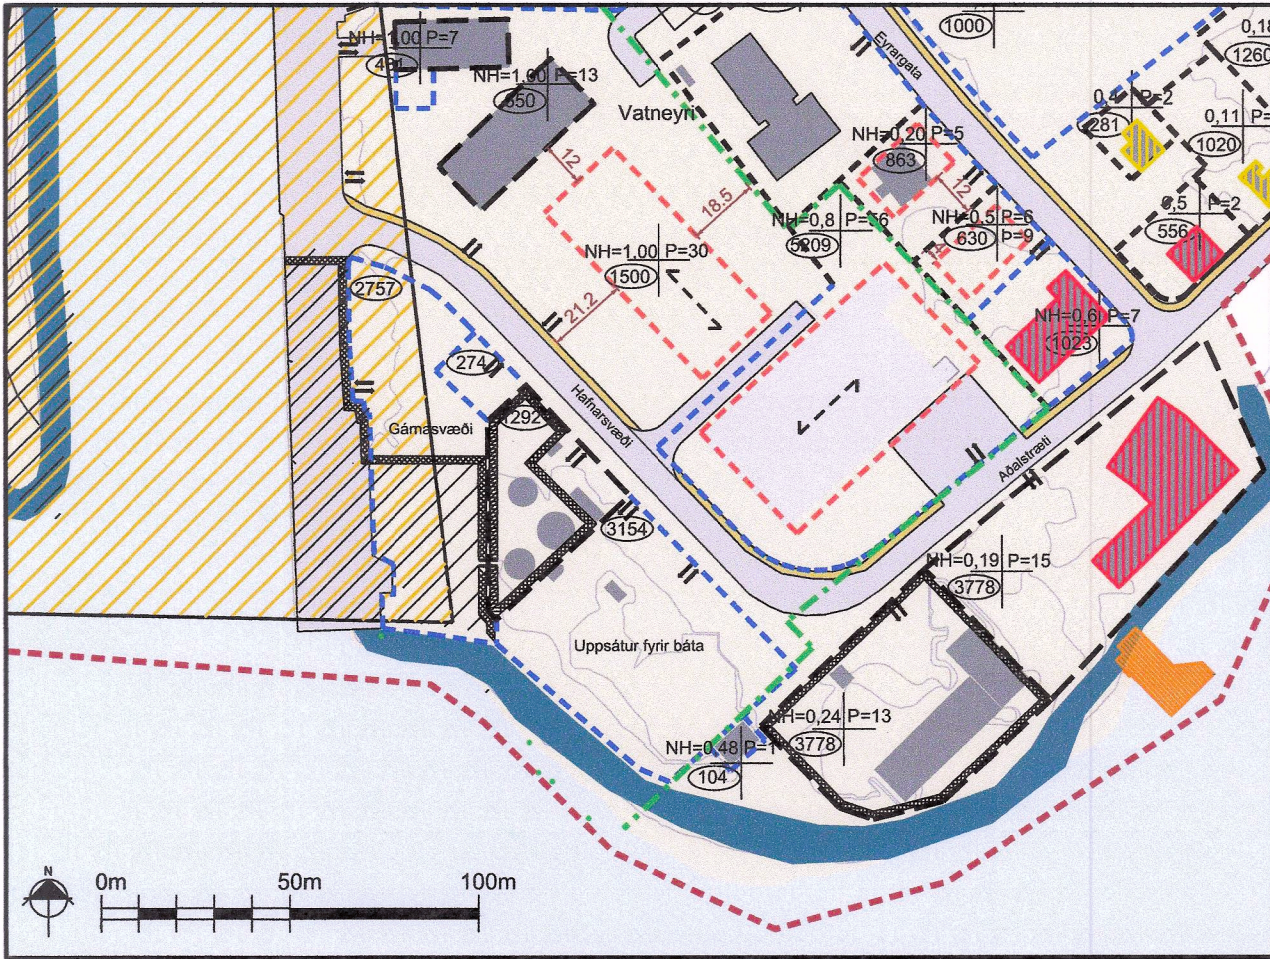 1000
NH=1,00 P=7
491
Eyrargata
0,18
1260
NH=1,00 P=13
550
Vatneyri
0,4 P=2
281
0,11 P=
1020
NH=0,20 P=5
863
12
12
18.5
0,5 P=2
556
NH=0,8 P=56
5209
NH=0,5 P=6
630 P=9
14
NH=1,00 P=30
1500
2757
21.2
NH=0,6 P=7
1023
274
Hafnarsvæði
1292
Gámasvæði
Aðalstræti
3154
NH=0,19 P=15
3778
Uppsátur fyrir báta
NH=0,24 P=13
3778
NH=0,48 P=1
104
N
0m 50m 100m